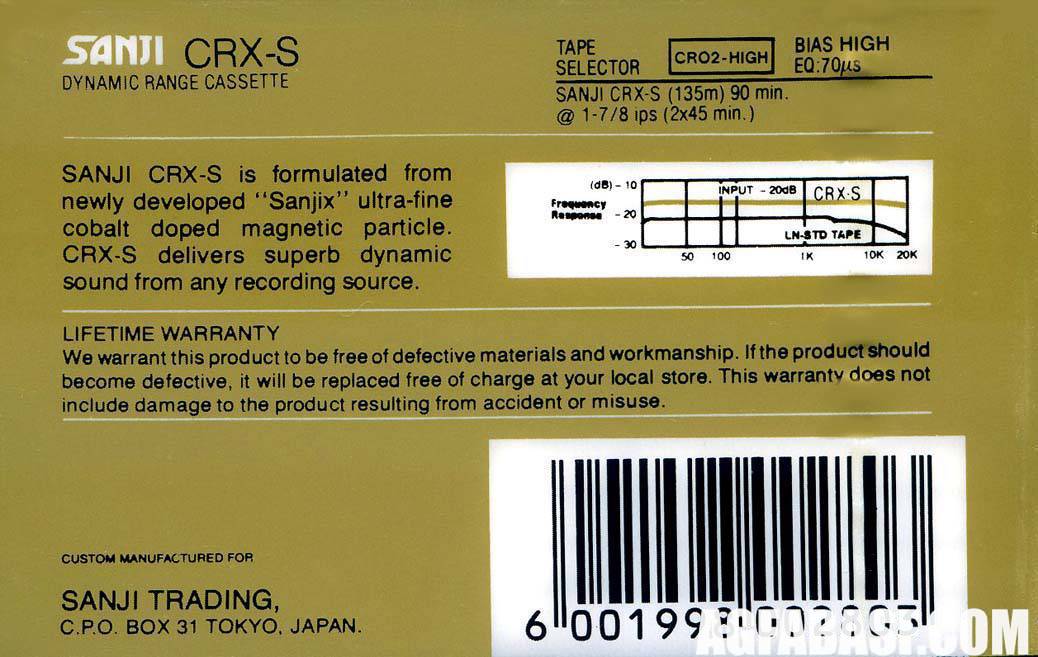 SANJI CRX-S
DYNAMIC RANGE CASSETTE
TAPE SELECTOR
CRO2-HIGH
BIAS HIGH
EQ:70µs
SANJI CRX-S (135m) 90 min.
@ 1-7/8 ips (2x45 min.)
SANJI CRX-S is formulated from
newly developed "Sanjix" ultra-fine
cobalt doped magnetic particle.
CRX-S delivers superb dynamic
sound from any recording source.
(dB) - 10
Frequency
Response
- 20
- 30
INPUT - 20dB
CRX-S
LN-STD TAPE
50 100 1K 10K 20K
LIFETIME WARRANTY
We warrant this product to be free of defective materials and workmanship. If the product should
become defective, it will be replaced free of charge at your local store. This warranty does not
include damage to the product resulting from accident or misuse.
CUSTOM MANUFACTURED FOR
SANJI TRADING,
C.P.O. BOX 31 TOKYO, JAPAN.
6 001998 002803
AGFABASF.COM